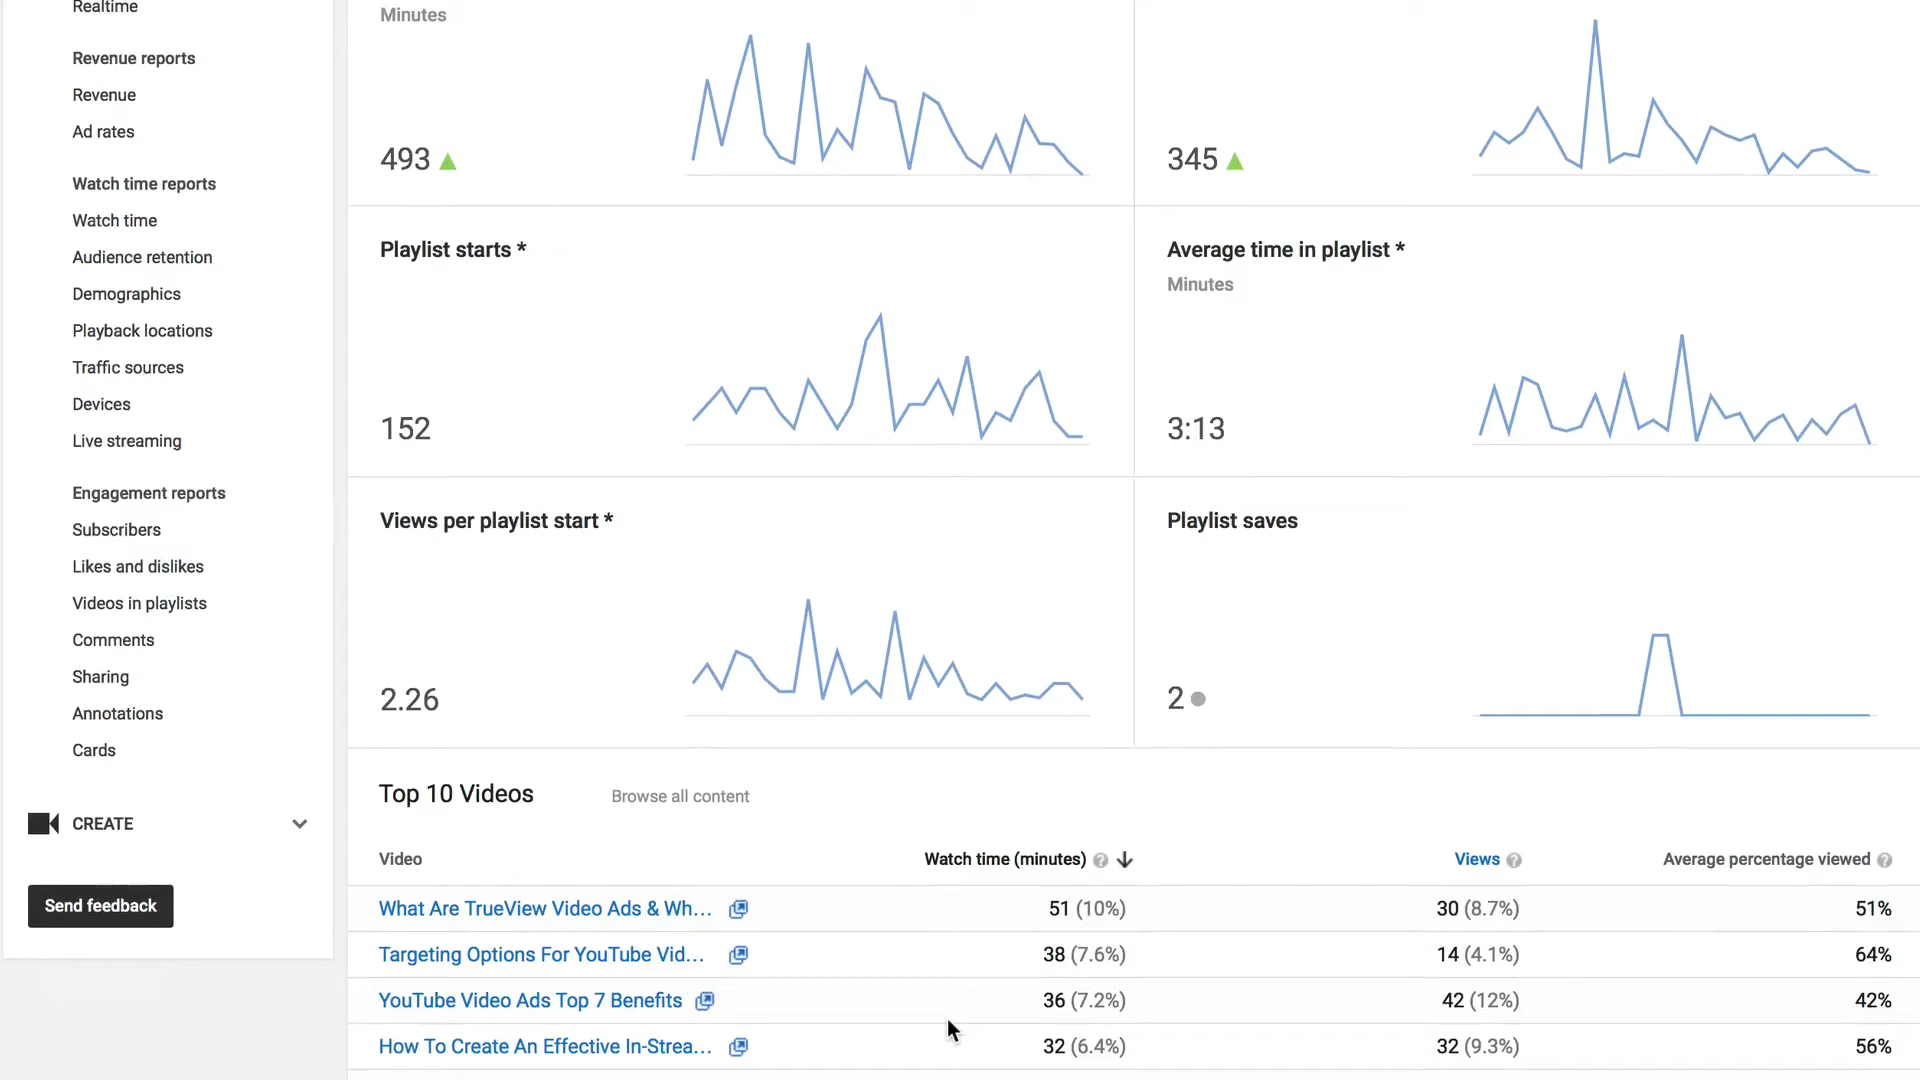 Realtime
Revenue reports
Revenue
Ad rates
Watch time reports
Watch time
Audience retention
Demographics
Playback locations
Traffic sources
Devices
Live streaming
Engagement reports
Subscribers
Likes and dislikes
Videos in playlists
Comments
Sharing
Annotations
Cards
CREATE
Send feedback
Minutes
493
345
Playlist starts *
152
Average time in playlist *
Minutes
3:13
Views per playlist start *
2.26
Playlist saves
2
Top 10 Videos Browse all content
Video Watch time (minutes) ? Views ? Average percentage viewed ?
What Are TrueView Video Ads & Wh... 51 (10%) 30 (8.7%) 51%
Targeting Options For YouTube Vid... 38 (7.6%) 14 (4.1%) 64%
YouTube Video Ads Top 7 Benefits 36 (7.2%) 42 (12%) 42%
How To Create An Effective In-Strea... 32 (6.4%) 32 (9.3%) 56%